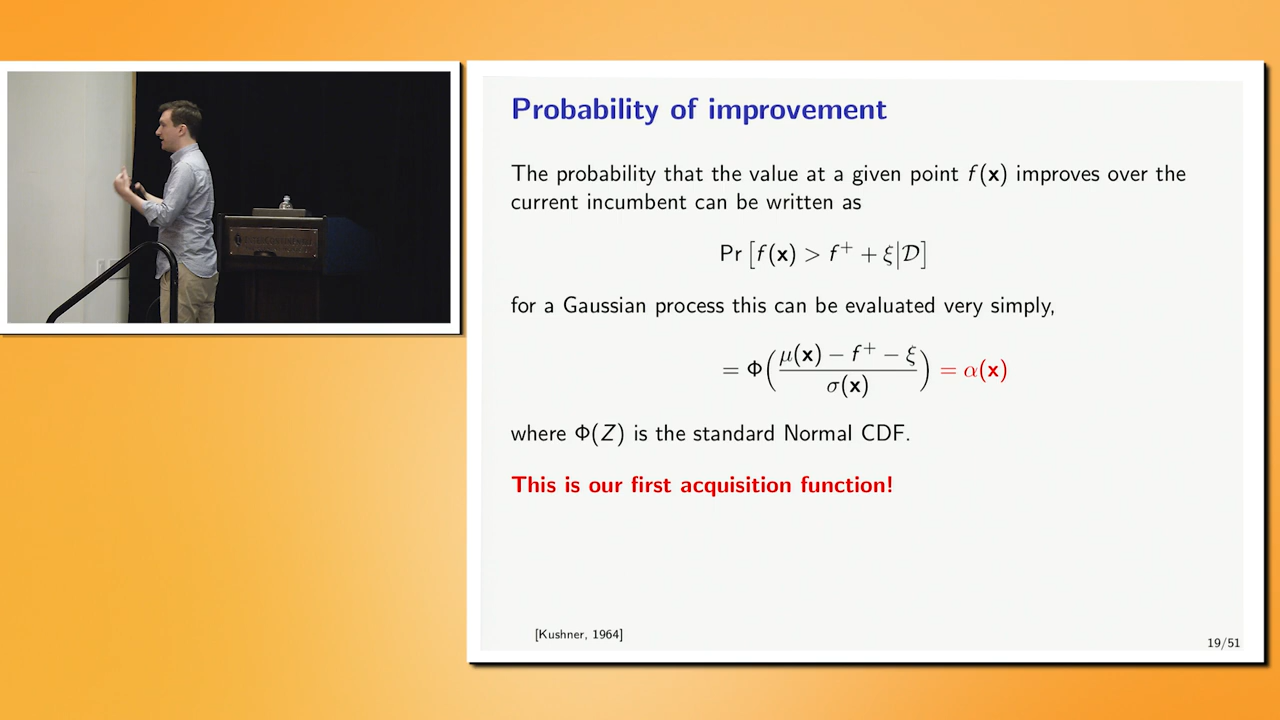 Probability of improvement
The probability that the value at a given point f(x) improves over the
current incumbent can be written as
Pr [f(x) > f⁺ + ξ|𝒟]
for a Gaussian process this can be evaluated very simply,
= Φ(μ(x) − f⁺ − ξ / σ(x)) = α(x)
where Φ(Z) is the standard Normal CDF.
This is our first acquisition function!
[Kushner, 1964]
19/51